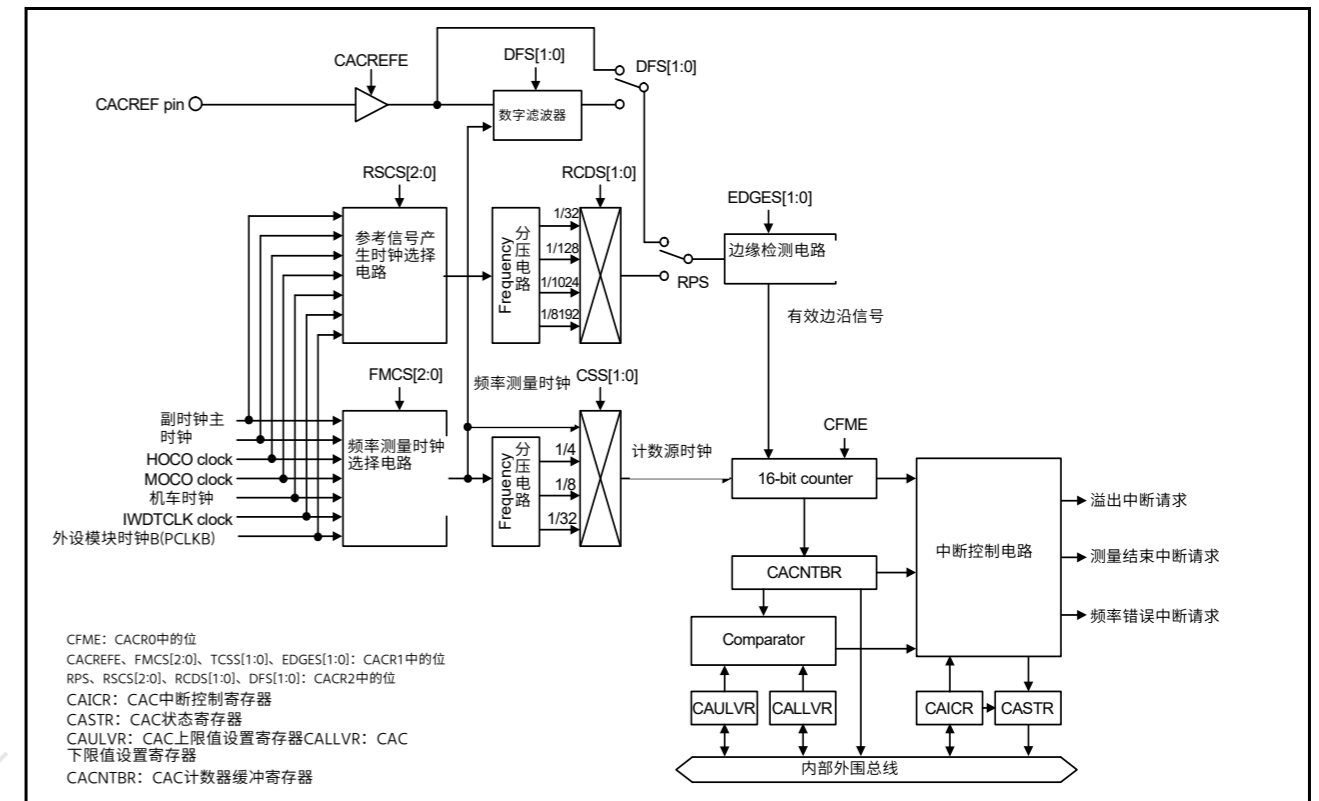 CACREFE
DFS[1:0]
DFS[1:0]
CACREF pin
数字滤波器
RSCS[2:0]
RCDS[1:0]
EDGES[1:0]
参考信号产
生时钟选择
电路
Frequency
分压电路
1/32
1/128
1/1024
1/8192
边缘检测电路
RPS
有效边沿信号
FMCS[2:0]
频率测量时钟
CSS[1:0]
副时钟主
时钟
HOCO clock
MOCO clock
机车时钟
IWDTCLK clock
外设模块时钟B(PCLKB)
频率测量时钟
选择电路
Frequency
分压电路
1/4
1/8
1/32
计数源时钟
CFME
16-bit counter
中断控制电路
溢出中断请求
测量结束中断请求
频率错误中断请求
CACNTBR
Comparator
CAULVR
CALLVR
CAICR
CASTR
内部外围总线
CFME：CACR0中的位
CACREFE、FMCS[2:0]、TCSS[1:0]、EDGES[1:0]：CACR1中的位
RPS、RSCS[2:0]、RCDS[1:0]、DFS[1:0]：CACR2中的位
CAICR：CAC中断控制寄存器
CASTR：CAC状态寄存器
CAULVR：CAC上限值设置寄存器CALLVR：CAC
下限值设置寄存器
CACNTBR：CAC计数器缓冲寄存器